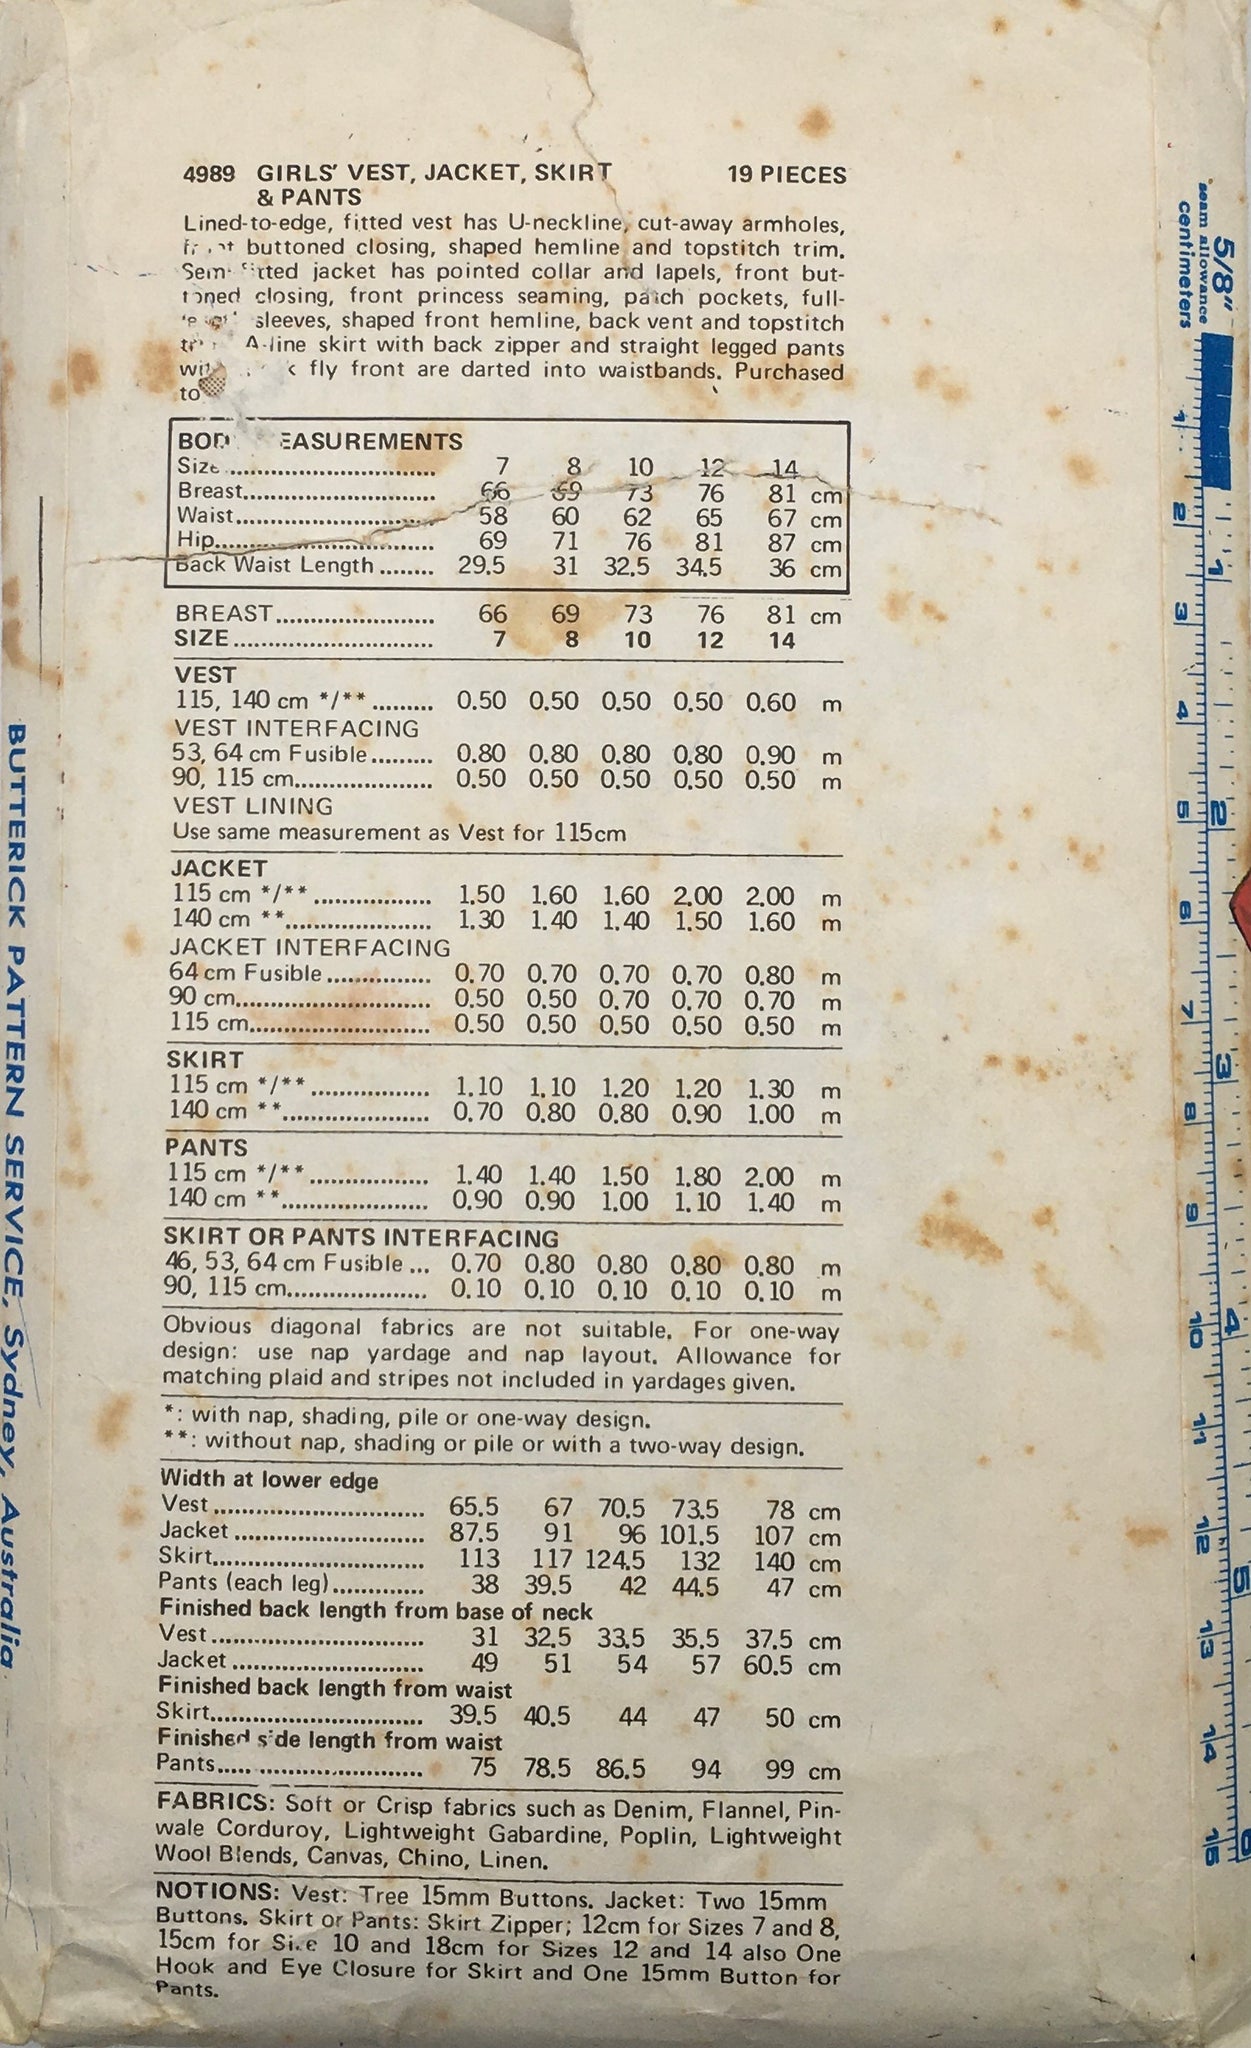 4989 GIRLS' VEST, JACKET, SKIRT 19 PIECES
& PANTS
Lined-to-edge, fitted vest has U-neckline, cut-away armholes,
buttoned closing, shaped hemline and topstitch trim.
jacket has pointed collar and lapels, front but-
toned closing, front princess seaming, patch pockets, full-
sleeves, shaped front hemline, back vent and topstitch
A-line skirt with back zipper and straight legged pants
fly front are darted into waistbands. Purchased
BODY MEASUREMENTS
Size .............................. 7 8 10 12 14
Breast............................ 66 69 73 76 81 cm
Waist............................. 58 60 62 65 67 cm
Hip................................ 69 71 76 81 87 cm
Back Waist Length ........ 29.5 31 32.5 34.5 36 cm
BREAST....................... 66 69 73 76 81 cm
SIZE............................. 7 8 10 12 14
VEST
115, 140 cm */** ......... 0.50 0.50 0.50 0.50 0.60 m
VEST INTERFACING
53, 64 cm Fusible......... 0.80 0.80 0.80 0.80 0.90 m
90, 115 cm.................... 0.50 0.50 0.50 0.50 0.50 m
VEST LINING
Use same measurement as Vest for 115cm
JACKET
115 cm */** ................. 1.50 1.60 1.60 2.00 2.00 m
140 cm **..................... 1.30 1.40 1.40 1.50 1.60 m
JACKET INTERFACING
64 cm Fusible ............... 0.70 0.70 0.70 0.70 0.80 m
90 cm............................ 0.50 0.50 0.70 0.70 0.70 m
115 cm.......................... 0.50 0.50 0.50 0.50 0.50 m
SKIRT
115 cm */** ................. 1.10 1.10 1.20 1.20 1.30 m
140 cm **..................... 0.70 0.80 0.80 0.90 1.00 m
PANTS
115 cm */** ................. 1.40 1.40 1.50 1.80 2.00 m
140 cm **..................... 0.90 0.90 1.00 1.10 1.40 m
SKIRT OR PANTS INTERFACING
46, 53, 64 cm Fusible ... 0.70 0.80 0.80 0.80 0.80 m
90, 115 cm.................... 0.10 0.10 0.10 0.10 0.10 m
Obvious diagonal fabrics are not suitable. For one-way
design: use nap yardage and nap layout. Allowance for
matching plaid and stripes not included in yardages given.
*: with nap, shading, pile or one-way design.
**: without nap, shading or pile or with a two-way design.
Width at lower edge
Vest .............................. 65.5 67 70.5 73.5 78 cm
Jacket ........................... 87.5 91 96 101.5 107 cm
Skirt.............................. 113 117 124.5 132 140 cm
Pants (each leg)............. 38 39.5 42 44.5 47 cm
Finished back length from base of neck
Vest............................... 31 32.5 33.5 35.5 37.5 cm
Jacket ........................... 49 51 54 57 60.5 cm
Finished back length from waist
Skirt.............................. 39.5 40.5 44 47 50 cm
Finished side length from waist
Pants............................. 75 78.5 86.5 94 99 cm
FABRICS: Soft or Crisp fabrics such as Denim, Flannel, Pin-
wale Corduroy, Lightweight Gabardine, Poplin, Lightweight
Wool Blends, Canvas, Chino, Linen.
NOTIONS: Vest: Tree 15mm Buttons. Jacket: Two 15mm
Buttons. Skirt or Pants: Skirt Zipper; 12cm for Sizes 7 and 8,
15cm for Size 10 and 18cm for Sizes 12 and 14 also One
Hook and Eye Closure for Skirt and One 15mm Button for
Pants.
BUTTERICK PATTERN SERVICE, Sydney, Australia
5/8"
seam allowance
centimeters
1 2 3 4 5 6 7 8 9 10 11 12 13 14 15
1 2 3 4 5 6